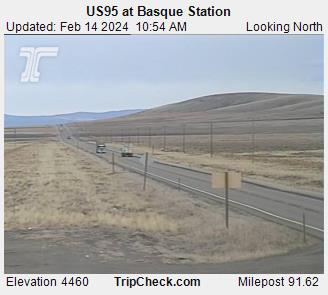 US95 at Basque Station
Updated: Feb 14 2024 10:54 AM Looking North
Elevation 4460 TripCheck.com Milepost 91.62